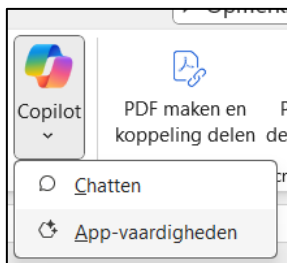 Copilot
PDF maken en
koppeling delen
Chatten
App-vaardigheden